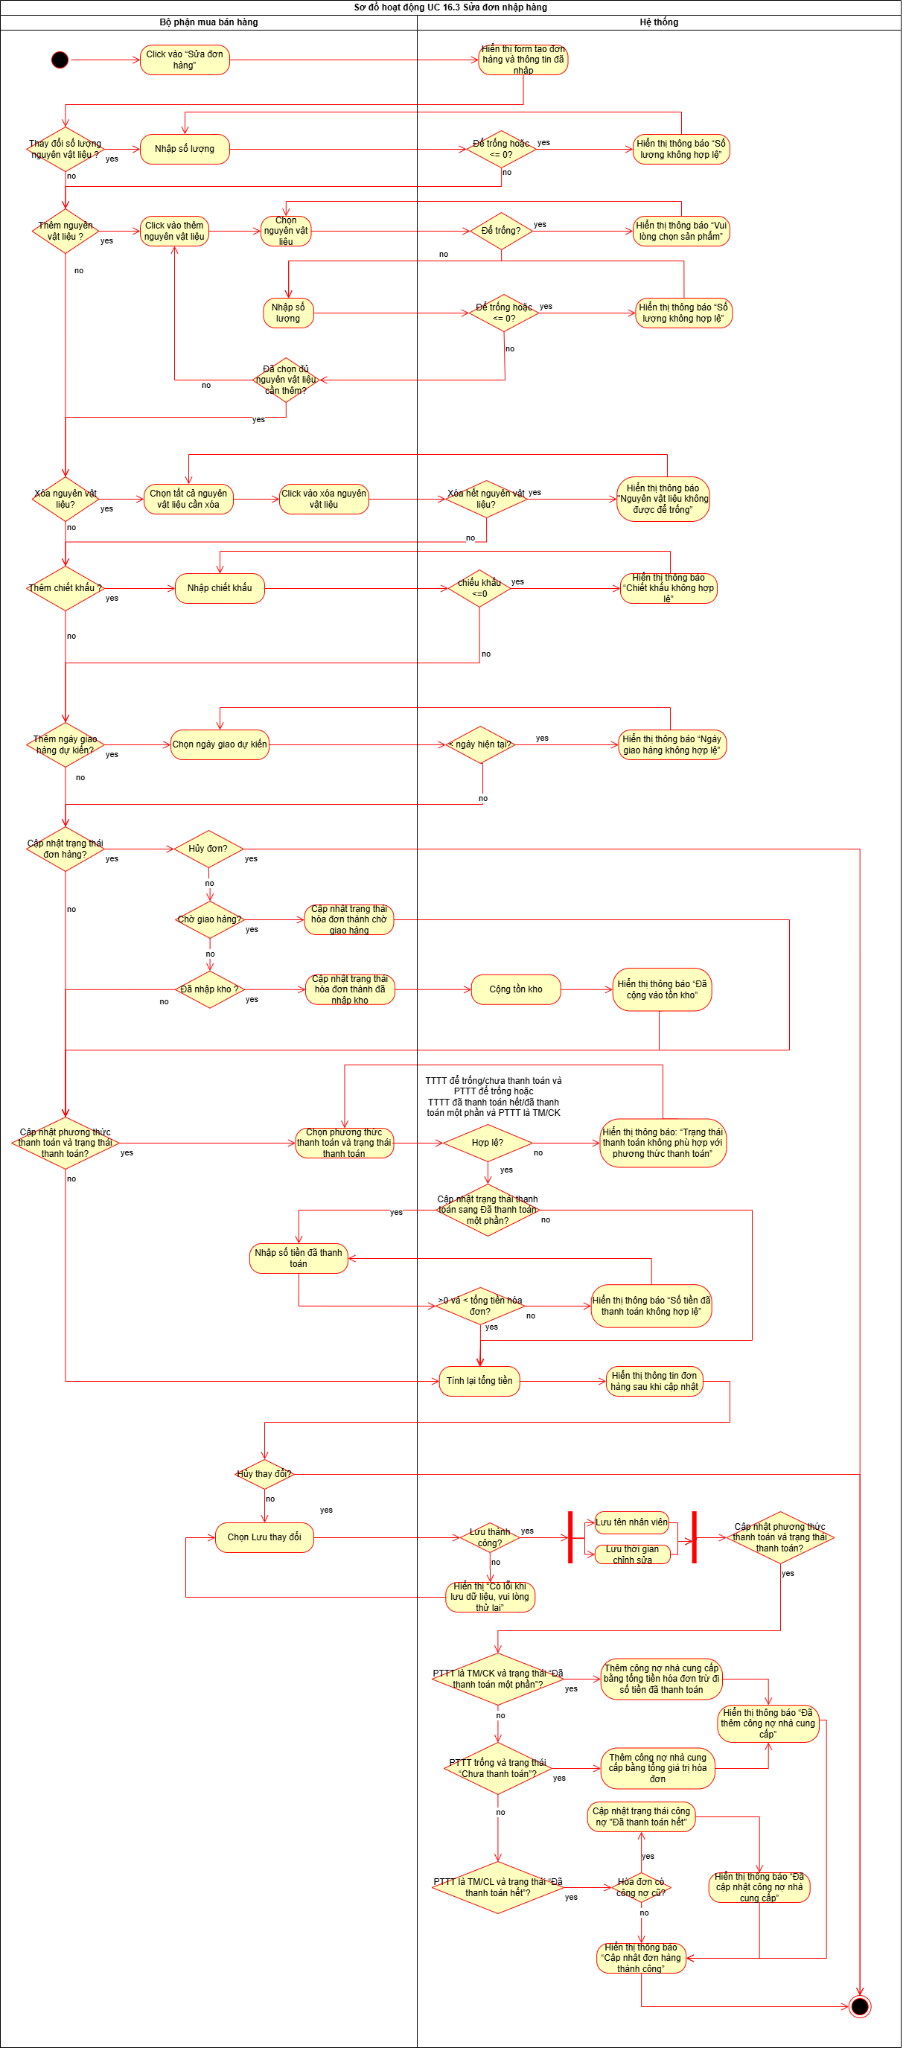 Sơ đồ hoạt động UC 16.3 Sửa đơn nhập hàng
Bộ phận mua bán hàng
Hệ thống
Click vào “Sửa đơn
hàng”
Hiển thị form tạo đơn
hàng và thông tin đã
nhập
Thay đổi số lượng
nguyên vật liệu ?
yes
no
Nhập số lượng
Để trống hoặc
<= 0?
yes
no
Hiển thị thông báo “Số
lượng không hợp lệ”
Thêm nguyên
vật liệu ?
yes
no
Click vào thêm
nguyên vật liệu
Chọn
nguyên vật
liệu
Để trống?
yes
no
Hiển thị thông báo “Vui
lòng chọn sản phẩm”
Nhập số
lượng
Để trống hoặc
<= 0?
yes
no
Hiển thị thông báo “Số
lượng không hợp lệ”
Đã chọn đủ
nguyên vật liệu
cần thêm?
no
yes
Xóa nguyên vật
liệu?
yes
no
Chọn tất cả nguyên
vật liệu cần xóa
Click vào xóa nguyên
vật liệu
Xóa hết nguyên vật
liệu?
yes
no
Hiển thị thông báo
“Nguyên vật liệu không
được để trống”
Thêm chiết khấu ?
yes
no
Nhập chiết khấu
chiếu khấu
<=0
yes
no
Hiển thị thông báo
“Chiết khấu không hợp
lệ”
Thêm ngày giao
hàng dự kiến?
yes
no
Chọn ngày giao dự kiến
< ngày hiện tại?
yes
no
Hiển thị thông báo “Ngày
giao hàng không hợp lệ”
Cập nhật trạng thái
đơn hàng?
yes
no
Hủy đơn?
yes
no
Chờ giao hàng?
yes
no
Cập nhật trạng thái
hóa đơn thành chờ
giao hàng
Đã nhập kho ?
no
yes
Cập nhật trạng thái
hóa đơn thành đã
nhập kho
Cộng tồn kho
Hiển thị thông báo “Đã
cộng vào tồn kho”
TTTT để trống/chưa thanh toán và
PTTT để trống hoặc
TTTT đã thanh toán hết/đã thanh
toán một phần và PTTT là TM/CK
Cập nhật phương thức
thanh toán và trạng thái
thanh toán?
yes
no
Chọn phương thức
thanh toán và trạng thái
thanh toán
Hợp lệ?
no
yes
Hiển thị thông báo: “Trạng thái
thanh toán không phù hợp với
phương thức thanh toán”
Cập nhật trạng thái thanh
toán sang Đã thanh toán
một phần?
yes
no
Nhập số tiền đã thanh
toán
>0 và < tổng tiền hóa
đơn?
no
yes
Hiển thị thông báo “Số tiền đã
thanh toán không hợp lệ”
Tính lại tổng tiền
Hiển thị thông tin đơn
hàng sau khi cập nhật
Hủy thay đổi?
no
yes
Chọn Lưu thay đổi
Lưu thành
công?
yes
no
Lưu tên nhân viên
Lưu thời gian
chỉnh sửa
Cập nhật phương thức
thanh toán và trạng thái
thanh toán?
yes
Hiển thị “Có lỗi khi
lưu dữ liệu, vui lòng
thử lại”
PTTT là TM/CK và trạng thái “Đã
thanh toán một phần”?
yes
no
Thêm công nợ nhà cung cấp
bằng tổng tiền hóa đơn trừ đi
số tiền đã thanh toán
Hiển thị thông báo “Đã
thêm công nợ nhà cung
cấp”
PTTT trống và trạng thái
“Chưa thanh toán”?
yes
no
Thêm công nợ nhà cung
cấp bằng tổng giá trị hóa
đơn
Cập nhật trạng thái công
nợ "Đã thanh toán hết"
yes
PTTT là TM/CL và trạng thái “Đã
thanh toán hết”?
yes
Hóa đơn có
công nợ cũ?
no
Hiển thị thông báo “Đã
cập nhật công nợ nhà
cung cấp”
Hiển thị thông báo
“Cập nhật đơn hàng
thành công”